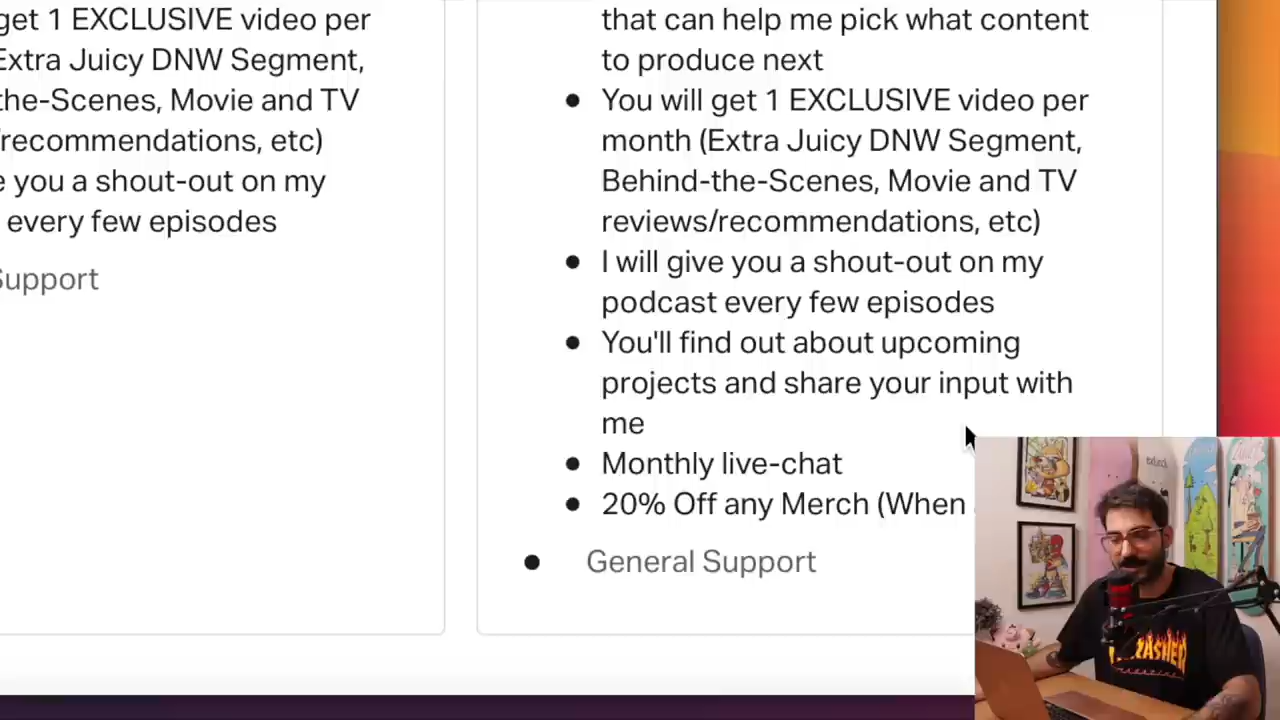 get 1 EXCLUSIVE video per
Extra Juicy DNW Segment,
the-Scenes, Movie and TV
/recommendations, etc)
e you a shout-out on my
every few episodes
Support
that can help me pick what content
to produce next
You will get 1 EXCLUSIVE video per
month (Extra Juicy DNW Segment,
Behind-the-Scenes, Movie and TV
reviews/recommendations, etc)
I will give you a shout-out on my
podcast every few episodes
You'll find out about upcoming
projects and share your input with
me
Monthly live-chat
20% Off any Merch (When
General Support
THRASHER
MAGAZINE